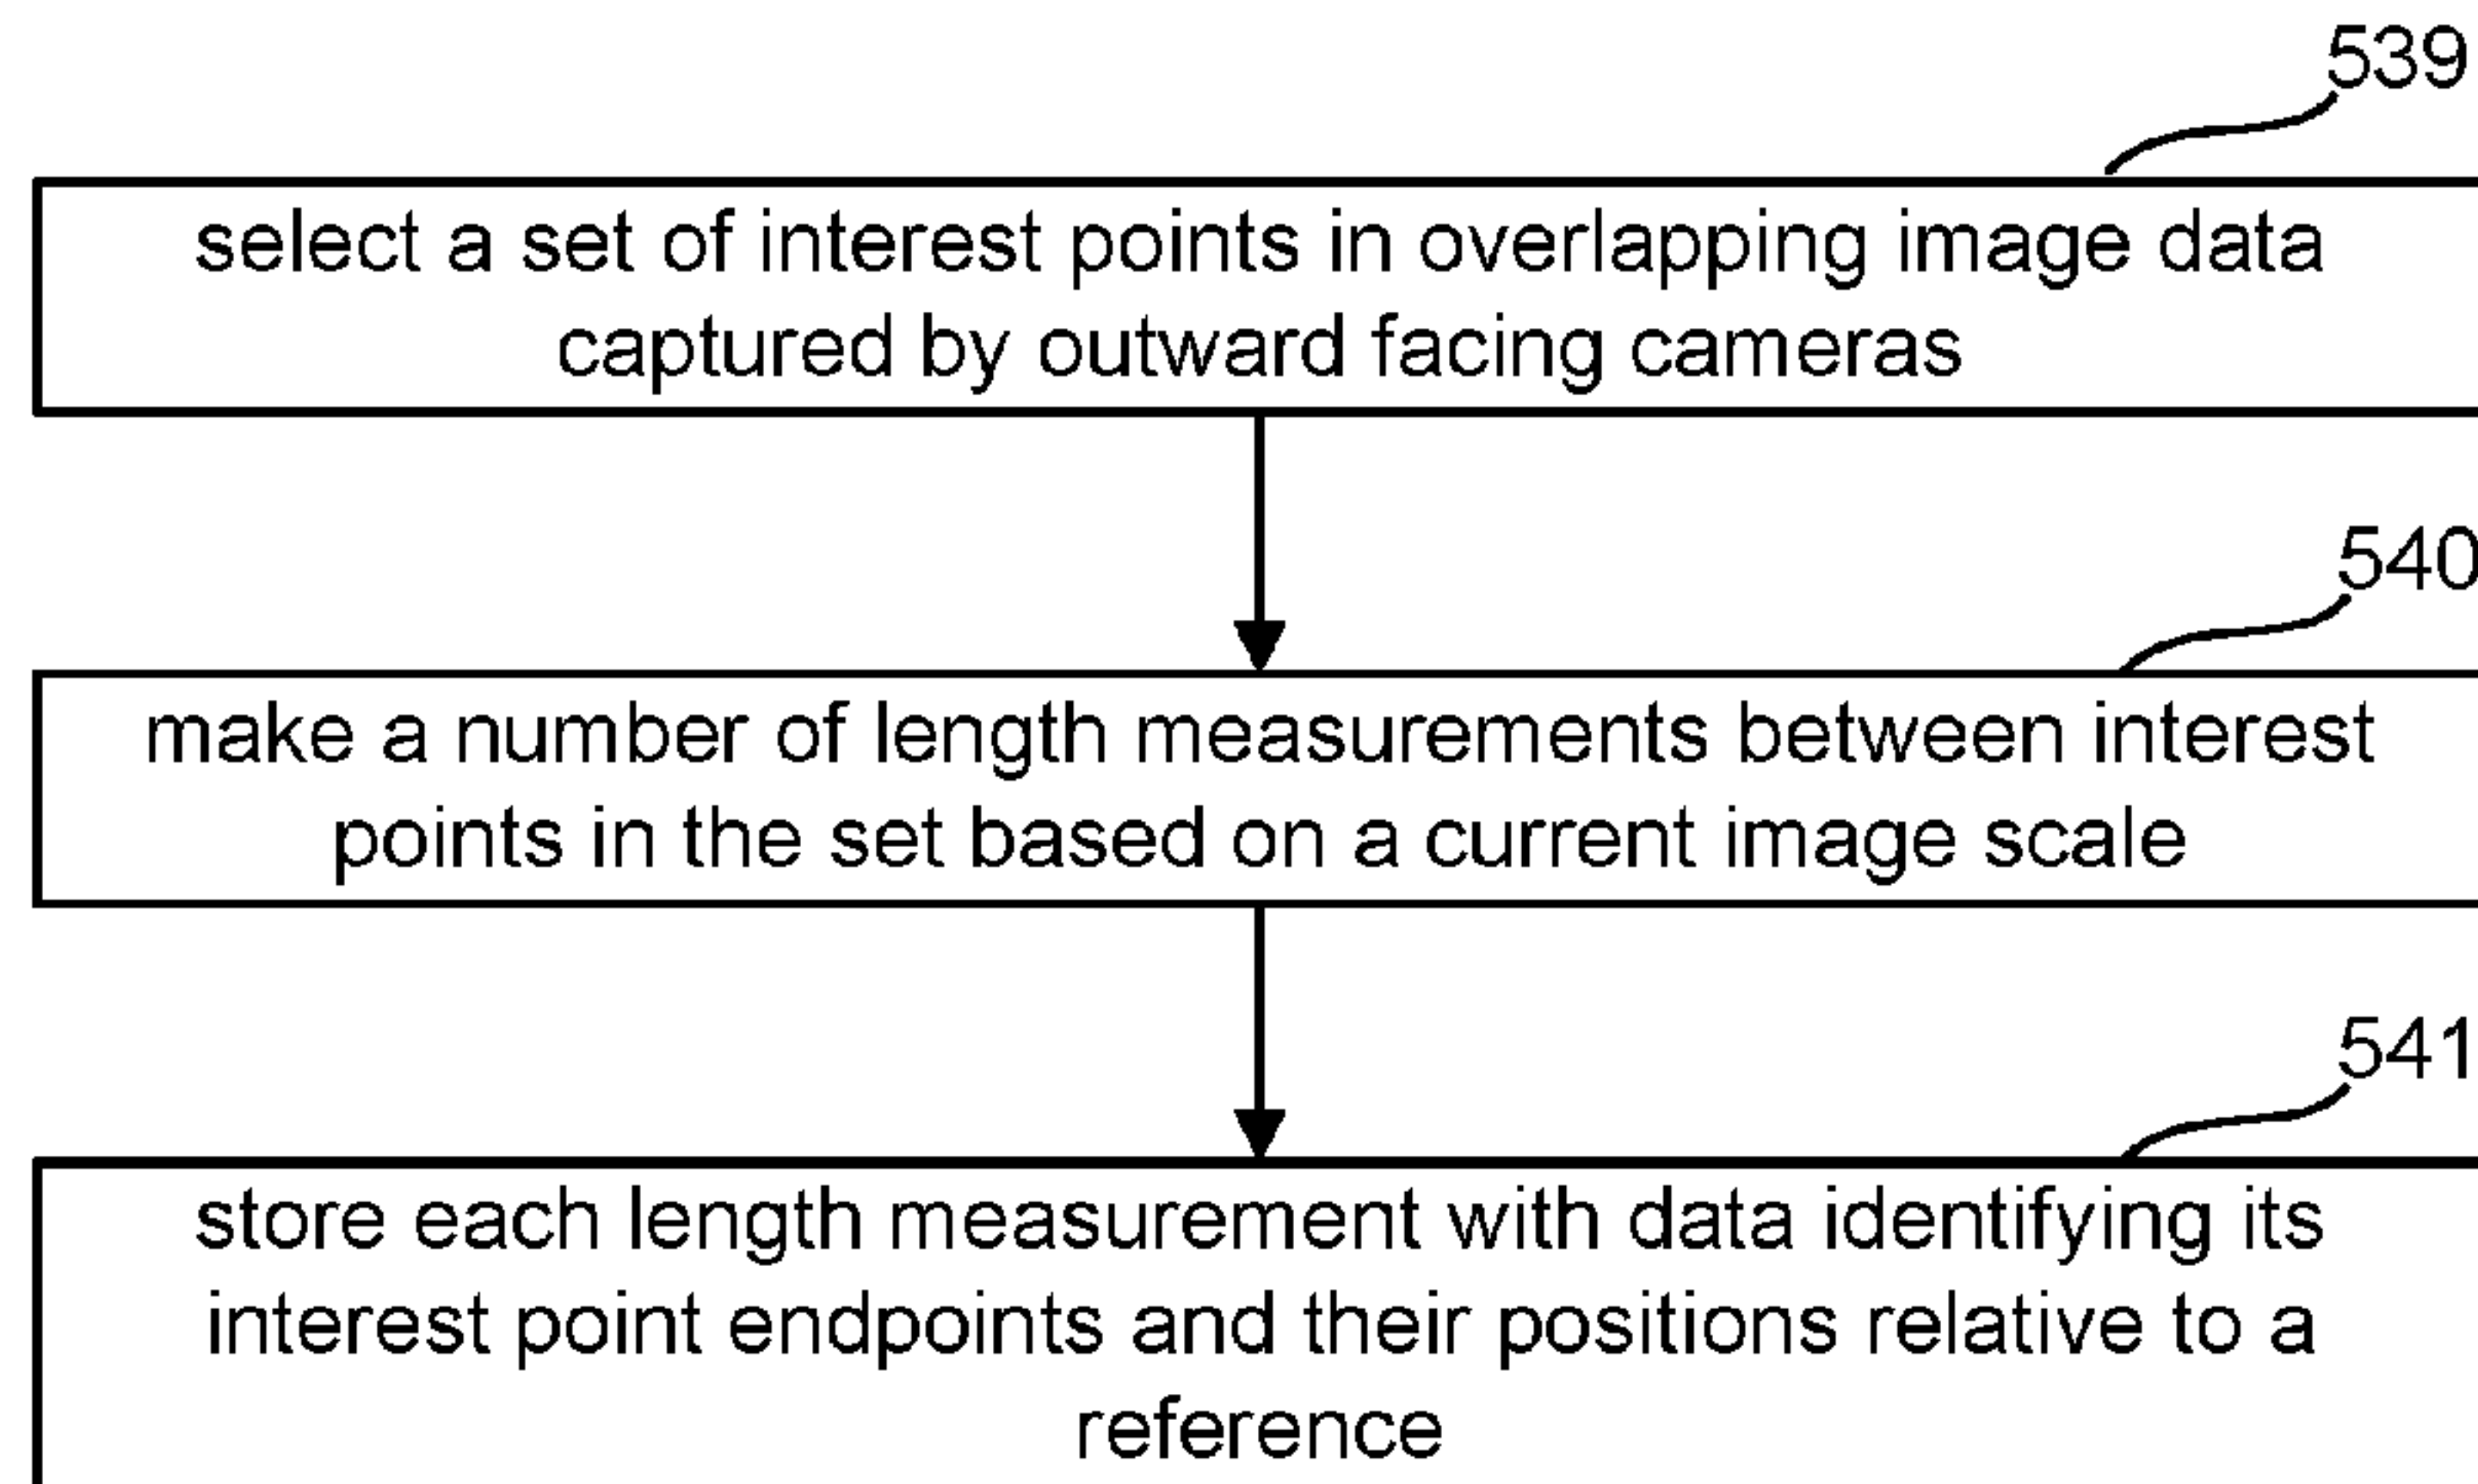 539
select a set of interest points in overlapping image data
captured by outward facing cameras
540
make a number of length measurements between interest
points in the set based on a current image scale
541
store each length measurement with data identifying its
interest point endpoints and their positions relative to a
reference